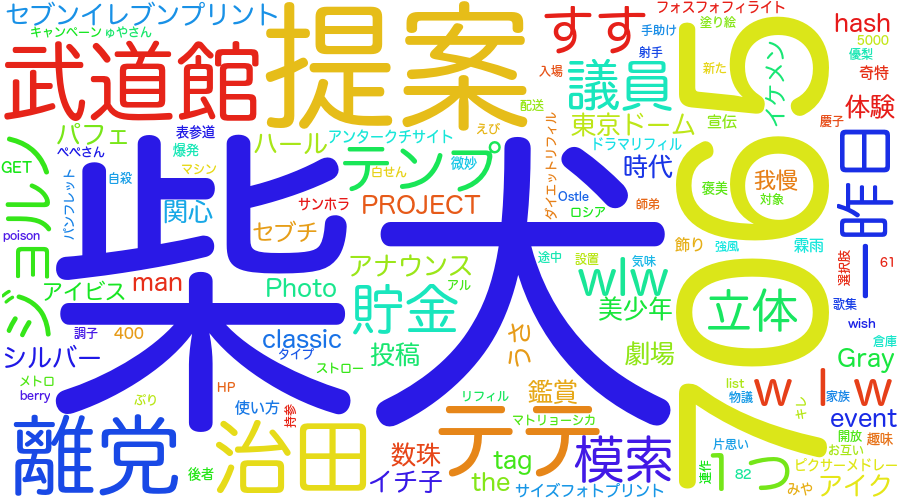 セブンイレブンプリント
キャンペーン
ゅやさん
武道館
提案
すす
フォスフォフィライト
塗り絵
手助け
射手
hash
5000
優梨
奇特
入場
議員
新た
イケメン
7065
体験
配送
東京ドーム
宣伝
慶子
パフェ
表参道
ぺぺさん
爆発
ハール
アンタークチサイト
えび
ドラマリフィル
一昨日
GET
パンフレット
自殺
マシン
テンプ
白せん
微妙
ダイエットリフィル
時代
我慢
褒美
対象
ジョルノ
柴犬
サンホラ
PROJECT
Ostle
ロシア
師弟
poison
関心
セブチ
飾り
強風
霖雨
アナウンス
アル
途中
設置
気味
選択肢
61
アイビス
man
Photo
貯金
wlw
美少年
立体
歌集
wish
調子
400
classic
タイプ
うさ
倉庫
シルバー
ストロー
投稿
劇場
Gray
メトロ
berry
HP
ぶり
使い方
持参
リフィル
鑑賞
マトリョーシカ
list
物議
w_lw
家族
キレ
event
離党
治田
テテ
模索
開放
趣味
お互い
片思い
数珠
tag
the
1つ
連作
82
ピクサーメドレー
後者
イチ子
サイズフォトプリント
みや
アイク